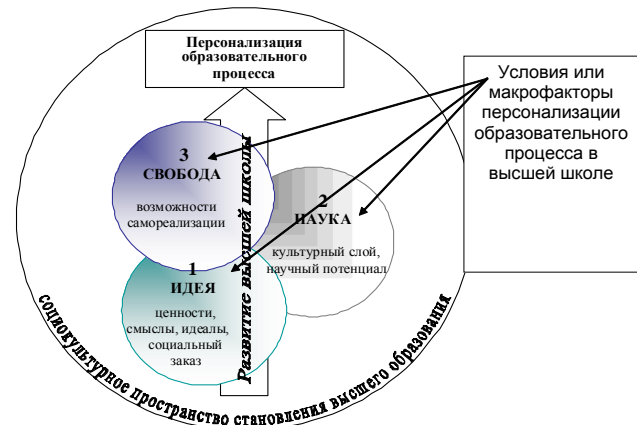 Персонализация
образовательного
процесса
Условия или
макрофакторы
персонализации
образовательного
процесса в
высшей школе
3
СВОБОДА
возможности
самореализации
2
НАУКА
культурный слой,
научный потенциал
1
ИДЕЯ
ценности,
смыслы, идеалы,
социальный
заказ
Развитие высшей школы
социокультурное пространство становления высшего образования